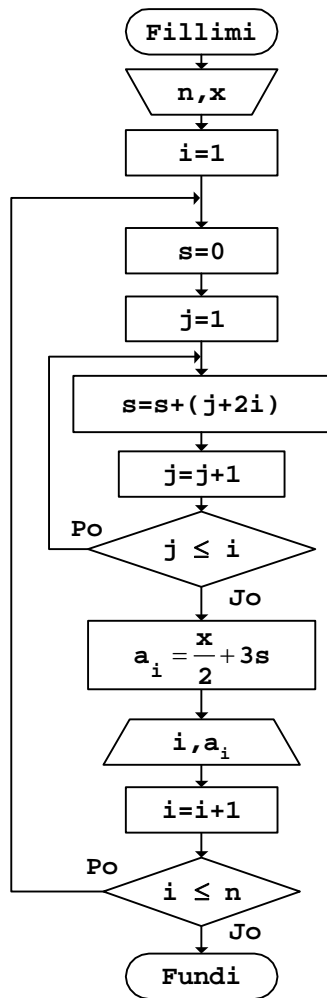 Fillimi
n,x
i=1
s=0
j=1
s=s+(j+2i)
j=j+1
Po
j ≤ i
Jo
a_i = x/2 + 3s
i,a_i
i=i+1
Po
i ≤ n
Jo
Fundi